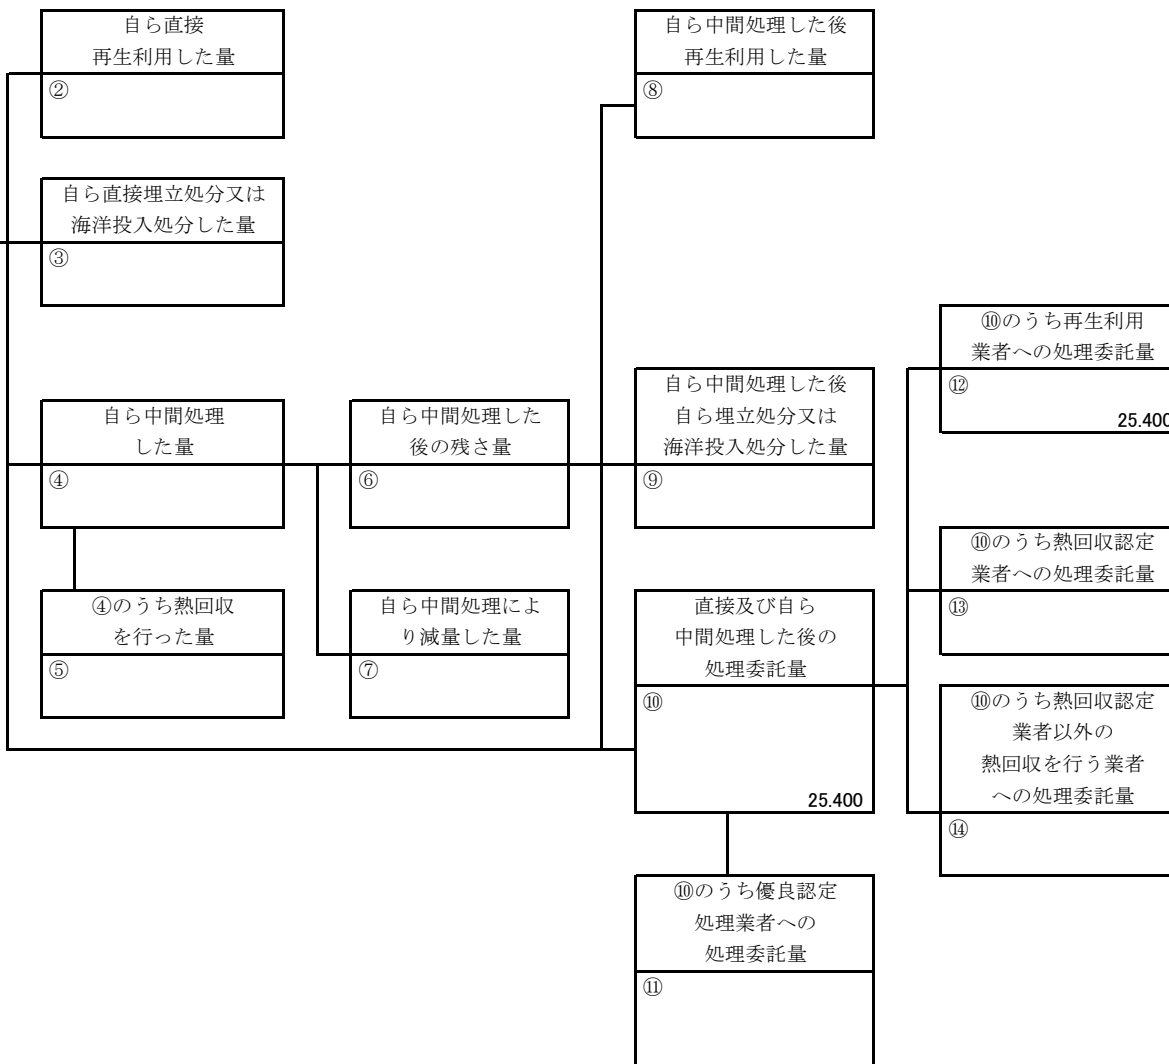 自ら直接
再生利用した量
②
自ら中間処理した後
再生利用した量
⑧
自ら直接埋立処分又は
海洋投入処分した量
③
⑩のうち再生利用
業者への処理委託量
⑫
25.400
自ら中間処理
した量
④
自ら中間処理した
後の残さ量
⑥
自ら中間処理した後
自ら埋立処分又は
海洋投入処分した量
⑨
⑩のうち熱回収認定
業者への処理委託量
⑬
④のうち熱回収
を行った量
⑤
自ら中間処理によ
り減量した量
⑦
直接及び自ら
中間処理した後の
処理委託量
⑩
25.400
⑩のうち熱回収認定
業者以外の
熱回収を行う業者
への処理委託量
⑭
⑩のうち優良認定
処理業者への
処理委託量
⑪